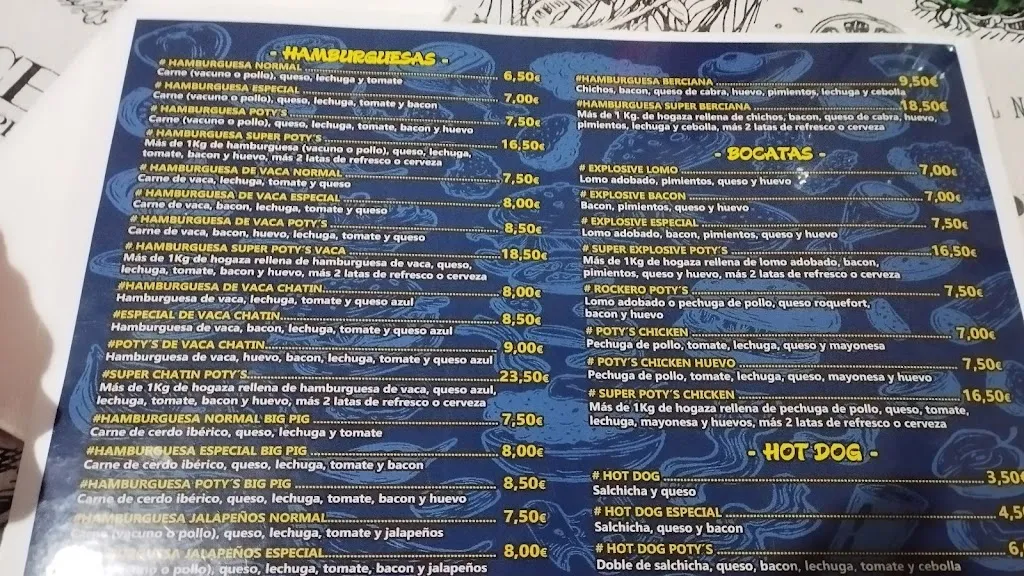 - HAMBURGUESAS -
# HAMBURGUESA NORMAL 6,50€
Carne (vacuno o pollo), queso, lechuga y tomate
# HAMBURGUESA ESPECIAL 7,00€
Carne (vacuno o pollo), queso, lechuga, tomate y bacon
# HAMBURGUESA POTY´S 7,50€
Carne (vacuno o pollo), queso, lechuga, tomate, bacon y huevo
# HAMBURGUESA SUPER POTY´S 16,50€
Más de 1Kg de hamburguesa (vacuno o pollo), queso, lechuga,
tomate, bacon y huevo, más 2 latas de refresco o cerveza
# HAMBURGUESA DE VACA NORMAL 7,50€
Carne de vaca, lechuga, tomate y queso
# HAMBURGUESA DE VACA ESPECIAL 8,00€
Carne de vaca, bacon, lechuga, tomate y queso
# HAMBURGUESA DE VACA POTY´S 8,50€
Carne de vaca, bacon, huevo, lechuga, tomate y queso
# HAMBURGUESA SUPER POTY´S VACA 18,50€
Más de 1Kg de hogaza rellena de hamburguesa de vaca, queso,
lechuga, tomate, bacon y huevo, más 2 latas de refresco o cerveza
#HAMBURGUESA DE VACA CHATIN 8,00€
Hamburguesa de vaca, lechuga, tomate y queso azul
#ESPECIAL DE VACA CHATIN 8,50€
Hamburguesa de vaca, bacon, lechuga, tomate y queso azul
#POTY´S DE VACA CHATIN 9,00€
Hamburguesa de vaca, huevo, bacon, lechuga, tomate y queso azul
#SUPER CHATIN POTY´S 23,50€
Más de 1Kg de hogaza rellena de hamburguesa de vaca, queso azul,
lechuga, tomate, bacon y huevo, más 2 latas de refresco o cerveza
#HAMBURGUESA NORMAL BIG PIG 7,50€
Carne de cerdo ibérico, queso, lechuga y tomate
#HAMBURGUESA ESPECIAL BIG PIG 8,00€
Carne de cerdo ibérico, queso, lechuga, tomate y bacon
#HAMBURGUESA POTY´S BIG PIG 8,50€
Carne de cerdo ibérico, queso, lechuga, tomate, bacon y huevo
#HAMBURGUESA JALAPEÑOS NORMAL 7,50€
Carne (vacuno o pollo), queso, lechuga, tomate y jalapeños
JALAPEÑOS ESPECIAL 8,00€
o pollo), queso, lechuga, tomate, bacon y jalapeños
#HAMBURGUESA BERCIANA 9,50€
Chichos, bacon, queso de cabra, huevo, pimientos, lechuga y cebolla
#HAMBURGUESA SUPER BERCIANA 18,50€
Más de 1 Kg. de hogaza rellena de chichos, bacon, queso de cabra, huevo,
pimientos, lechuga y cebolla, más 2 latas de refresco o cerveza
- BOCATAS -
# EXPLOSIVE LOMO 7,00€
Lomo adobado, pimientos, queso y huevo
# EXPLOSIVE BACON 7,00€
Bacon, pimientos, queso y huevo
# EXPLOSIVE ESPECIAL 7,50€
Lomo adobado, bacon, pimientos, queso y huevo
# SUPER EXPLOSIVE POTY´S 16,50€
Más de 1Kg de hogaza rellena de lomo adobado, bacon,
pimientos, queso y huevo, más 2 latas de refresco o cerveza
# ROCKERO POTY´S 7,50€
Lomo adobado o pechuga de pollo, queso roquefort,
bacon y huevo
# POTY´S CHICKEN 7,00€
Pechuga de pollo, tomate, lechuga, queso y mayonesa
# POTY´S CHICKEN HUEVO 7,50€
Pechuga de pollo, tomate, lechuga, queso, mayonesa y huevo
# SUPER POTY´S CHICKEN 16,50€
Más de 1Kg de hogaza rellena de pechuga de pollo, queso, tomate,
lechuga, mayonesa y huevos, más 2 latas de refresco o cerveza
- HOT DOG -
# HOT DOG 3,50€
Salchicha y queso
# HOT DOG ESPECIAL 4,5
Salchicha, queso y bacon
# HOT DOG POTY´S 6,
Doble de salchicha, queso, bacon, lechuga, tomate y cebolla